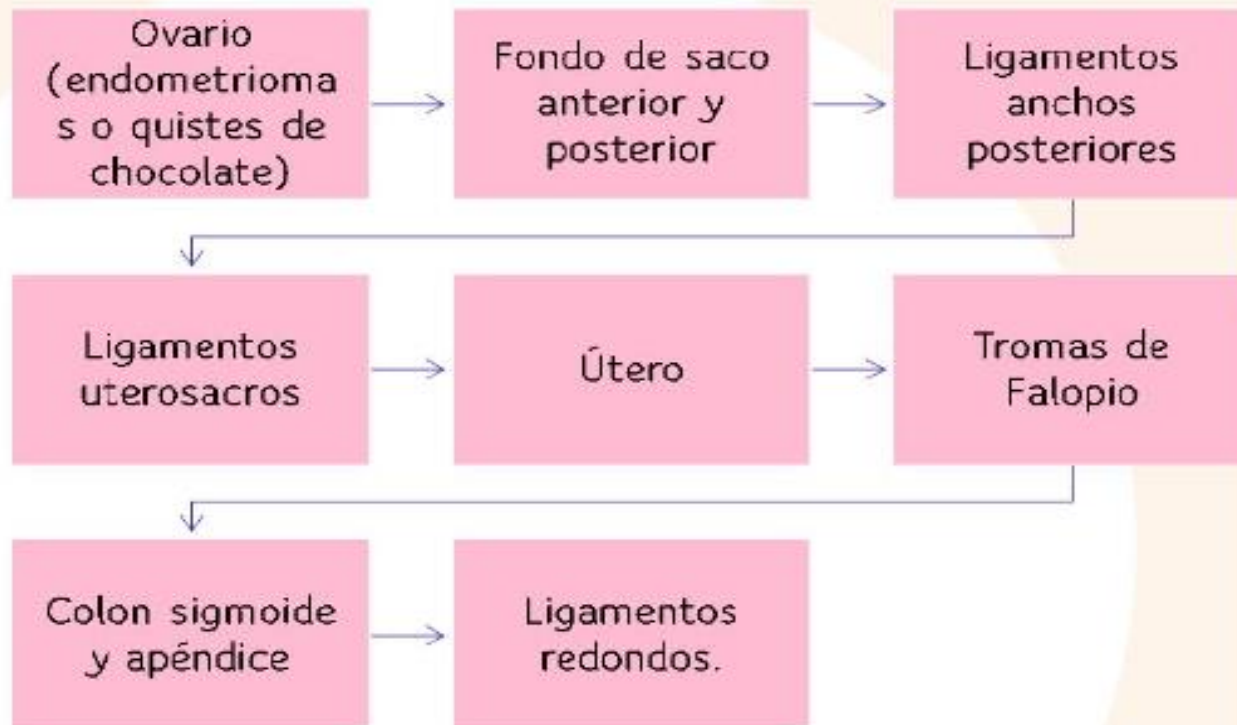 Ovario
(endometrioma
s o quistes de
chocolate)
Fondo de saco
anterior y
posterior
Ligamentos
anchos
posteriores
Ligamentos
uterosacros
Útero
Tromas de
Falopio
Colon sigmoide
y apéndice
Ligamentos
redondos.